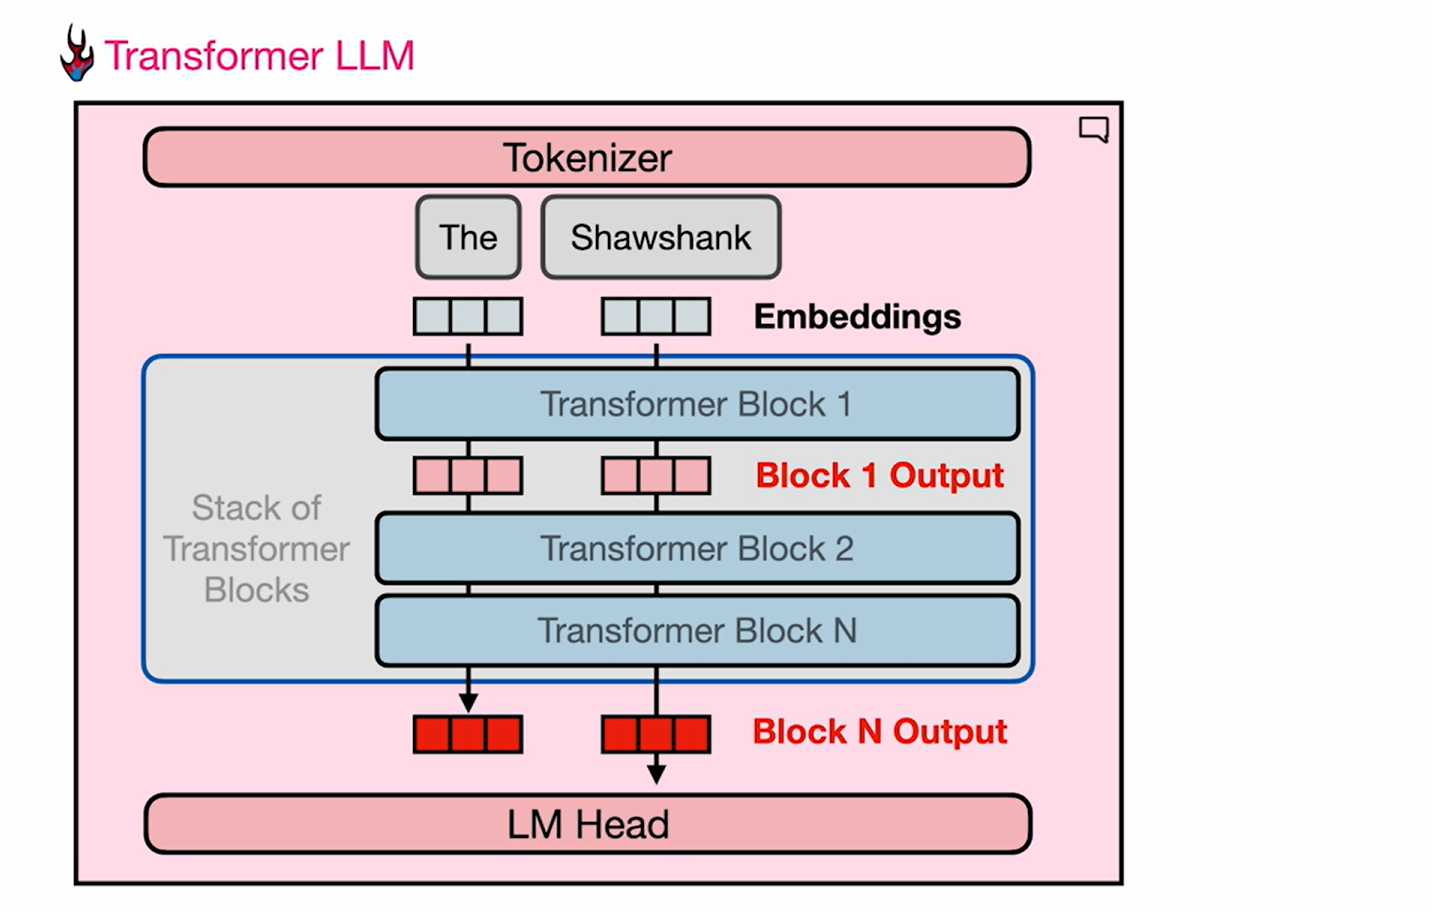 Transformer LLM
Tokenizer
The
Shawshank
Embeddings
Transformer Block 1
Block 1 Output
Stack of
Transformer
Blocks
Transformer Block 2
Transformer Block N
Block N Output
LM Head